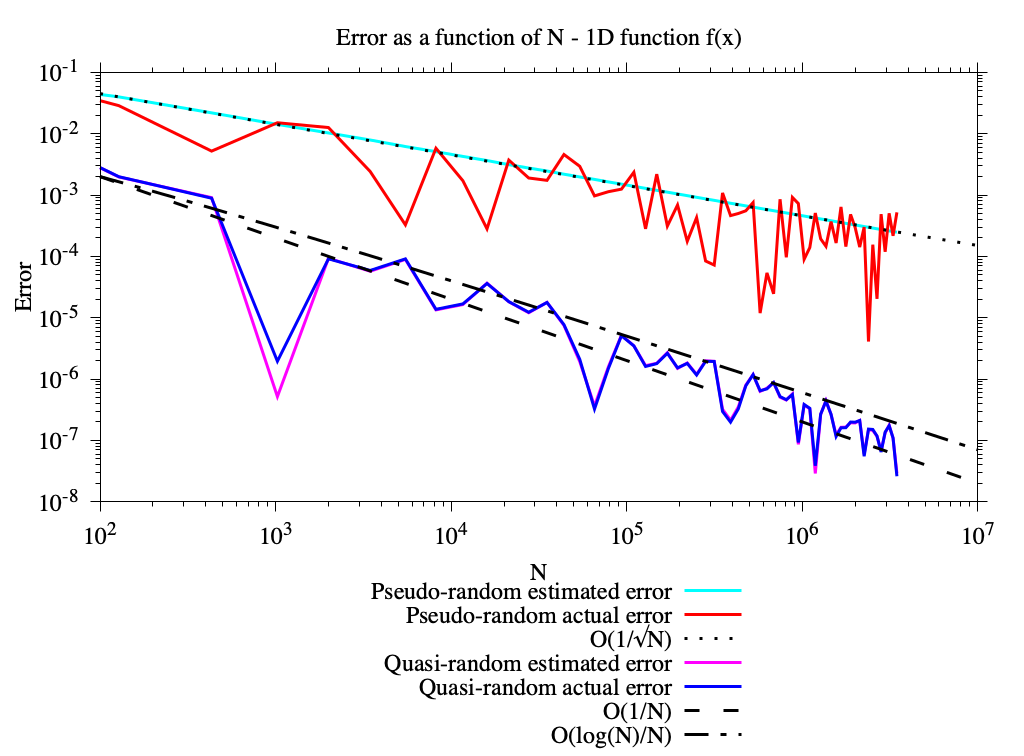 Error as a function of N - 1D function f(x)
10^-1
10^-2
10^-3
10^-4
10^-5
10^-6
10^-7
10^-8
Error
10^2 10^3 10^4 10^5 10^6 10^7
N
Pseudo-random estimated error
Pseudo-random actual error
O(1/√N)
Quasi-random estimated error
Quasi-random actual error
O(1/N)
O(log(N)/N)